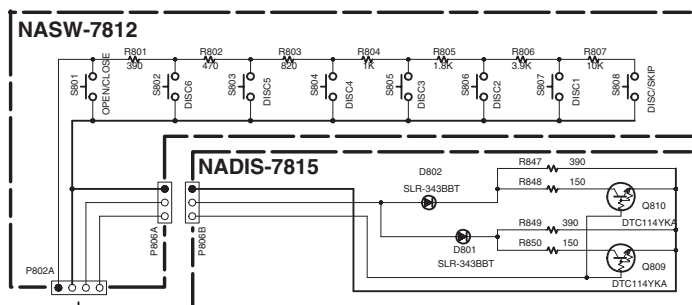 NASW-7812
R801
R802
R803
R804
R805
R806
R807
390
470
820
1K
1.8K
3.9K
10K
S801
OPEN/CLOSE
S802
DISC6
S803
DISC5
S804
DISC4
S805
DISC3
S806
DISC2
S807
DISC1
S808
DISC/SKIP
NADIS-7815
D802
SLR-343BBT
R847
390
R848
150
Q810
DTC114YKA
D801
SLR-343BBT
R849
390
R850
150
Q809
DTC114YKA
P806A
P806B
P802A